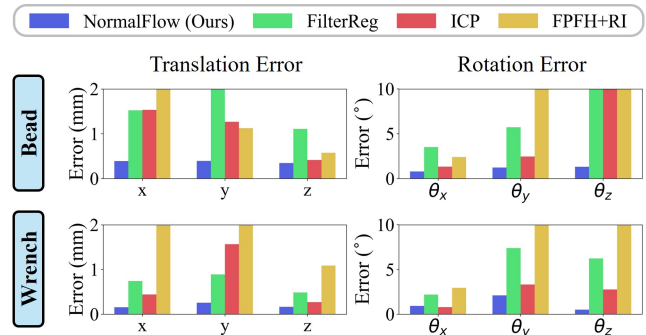 NormalFlow (Ours) FilterReg ICP FPFH+RI
Translation Error Rotation Error
Bead
Error (mm)
2
1
0
x y z
Error (°)
10
5
0
θx θy θz
Wrench
Error (mm)
2
1
0
x y z
Error (°)
10
5
0
θx θy θz